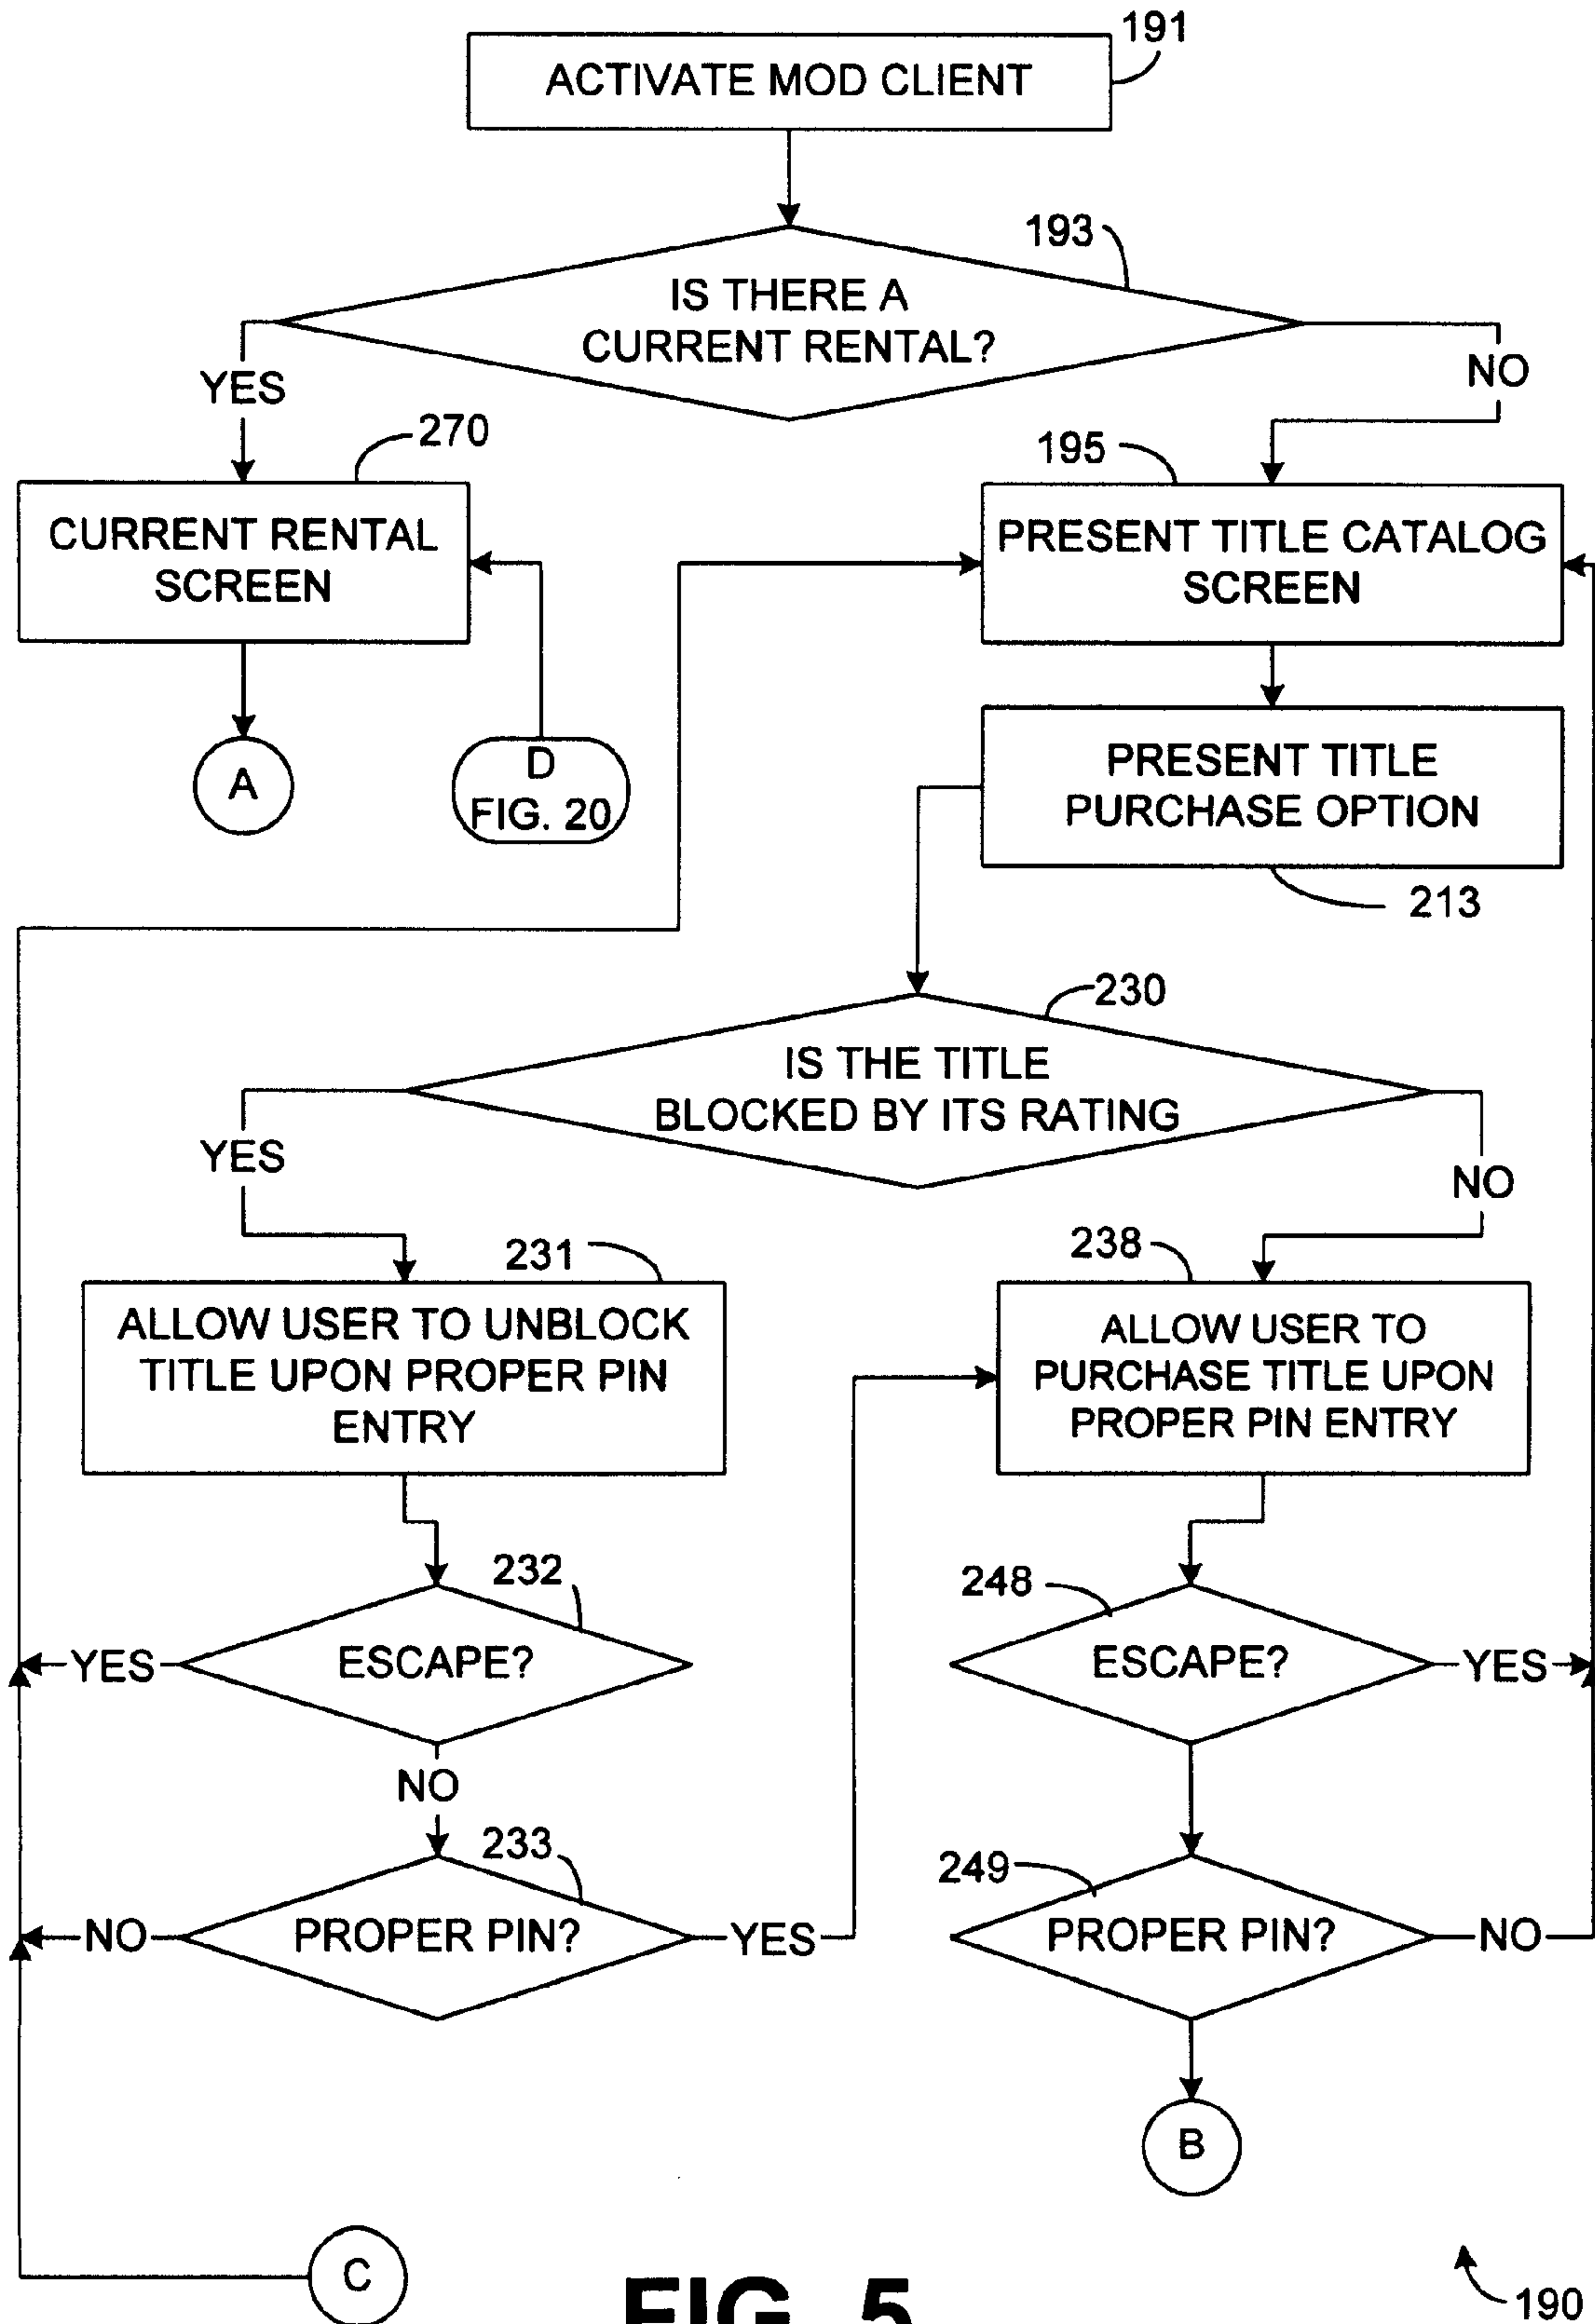 191
ACTIVATE MOD CLIENT
193
IS THERE A
CURRENT RENTAL?
YES
NO
270
195
CURRENT RENTAL
SCREEN
PRESENT TITLE CATALOG
SCREEN
A
D
FIG. 20
PRESENT TITLE
PURCHASE OPTION
213
230
IS THE TITLE
BLOCKED BY ITS RATING
YES
NO
231
238
ALLOW USER TO UNBLOCK
TITLE UPON PROPER PIN
ENTRY
ALLOW USER TO
PURCHASE TITLE UPON
PROPER PIN ENTRY
232
248
YES
ESCAPE?
ESCAPE?
YES
NO
233
249
NO
PROPER PIN?
YES
PROPER PIN?
NO
B
C
FIG. 5
190